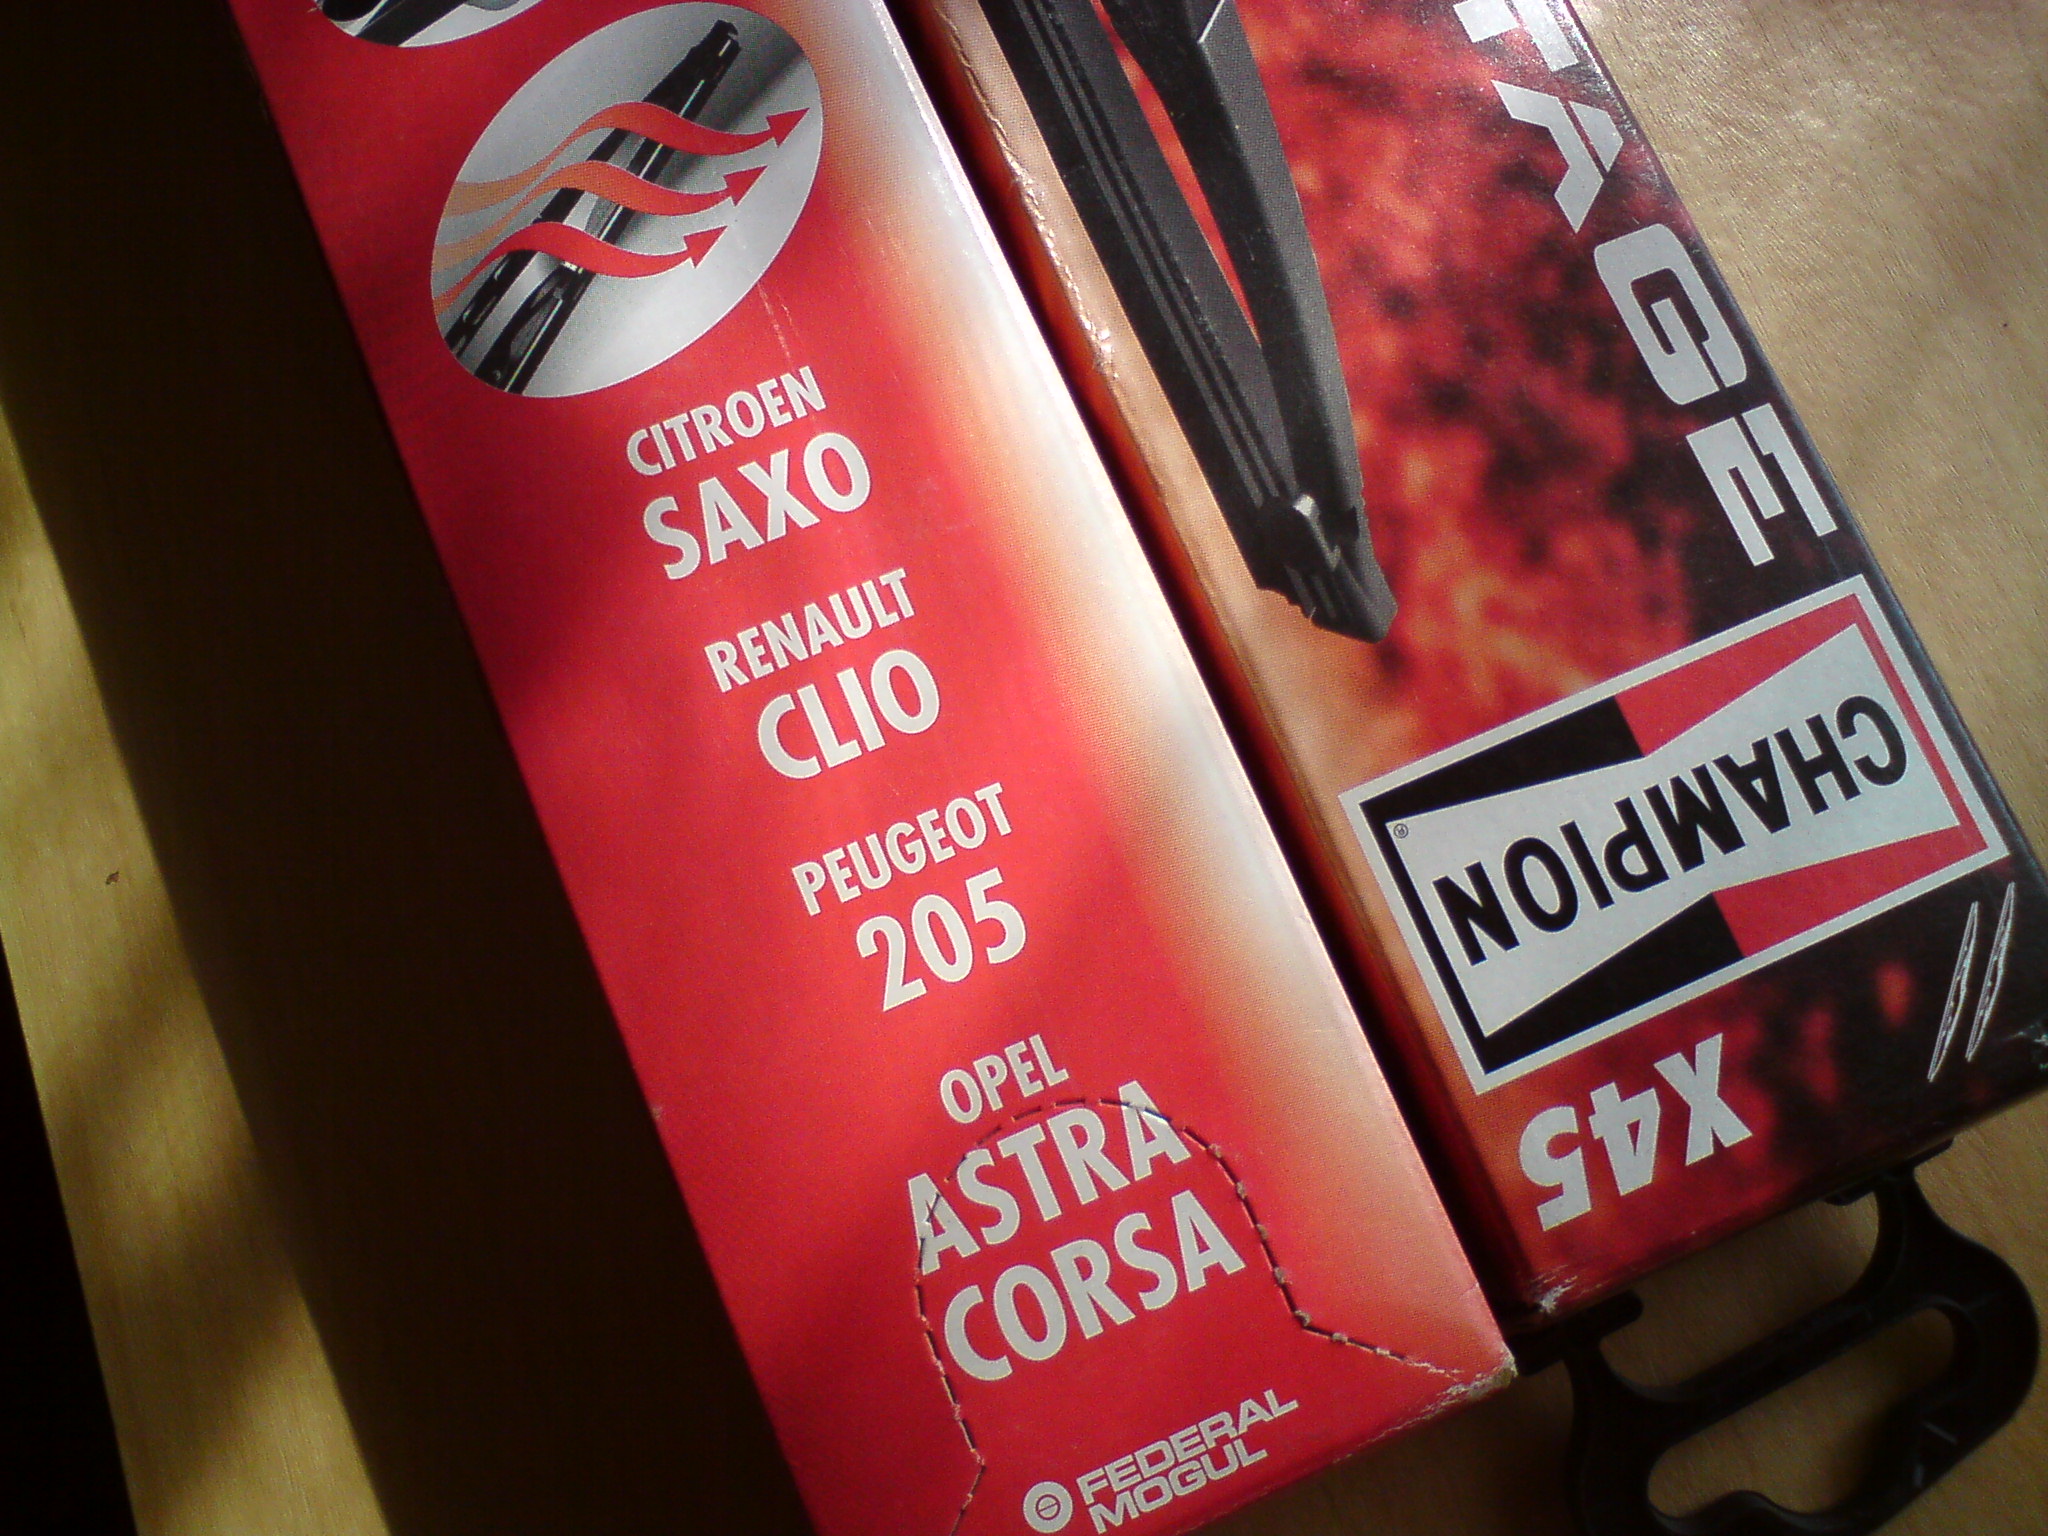 CITROEN
SAXO
RENAULT
CLIO
PEUGEOT
205
OPEL
ASTRA
CORSA
FEDERAL
MOGUL
X45
CHAMPION